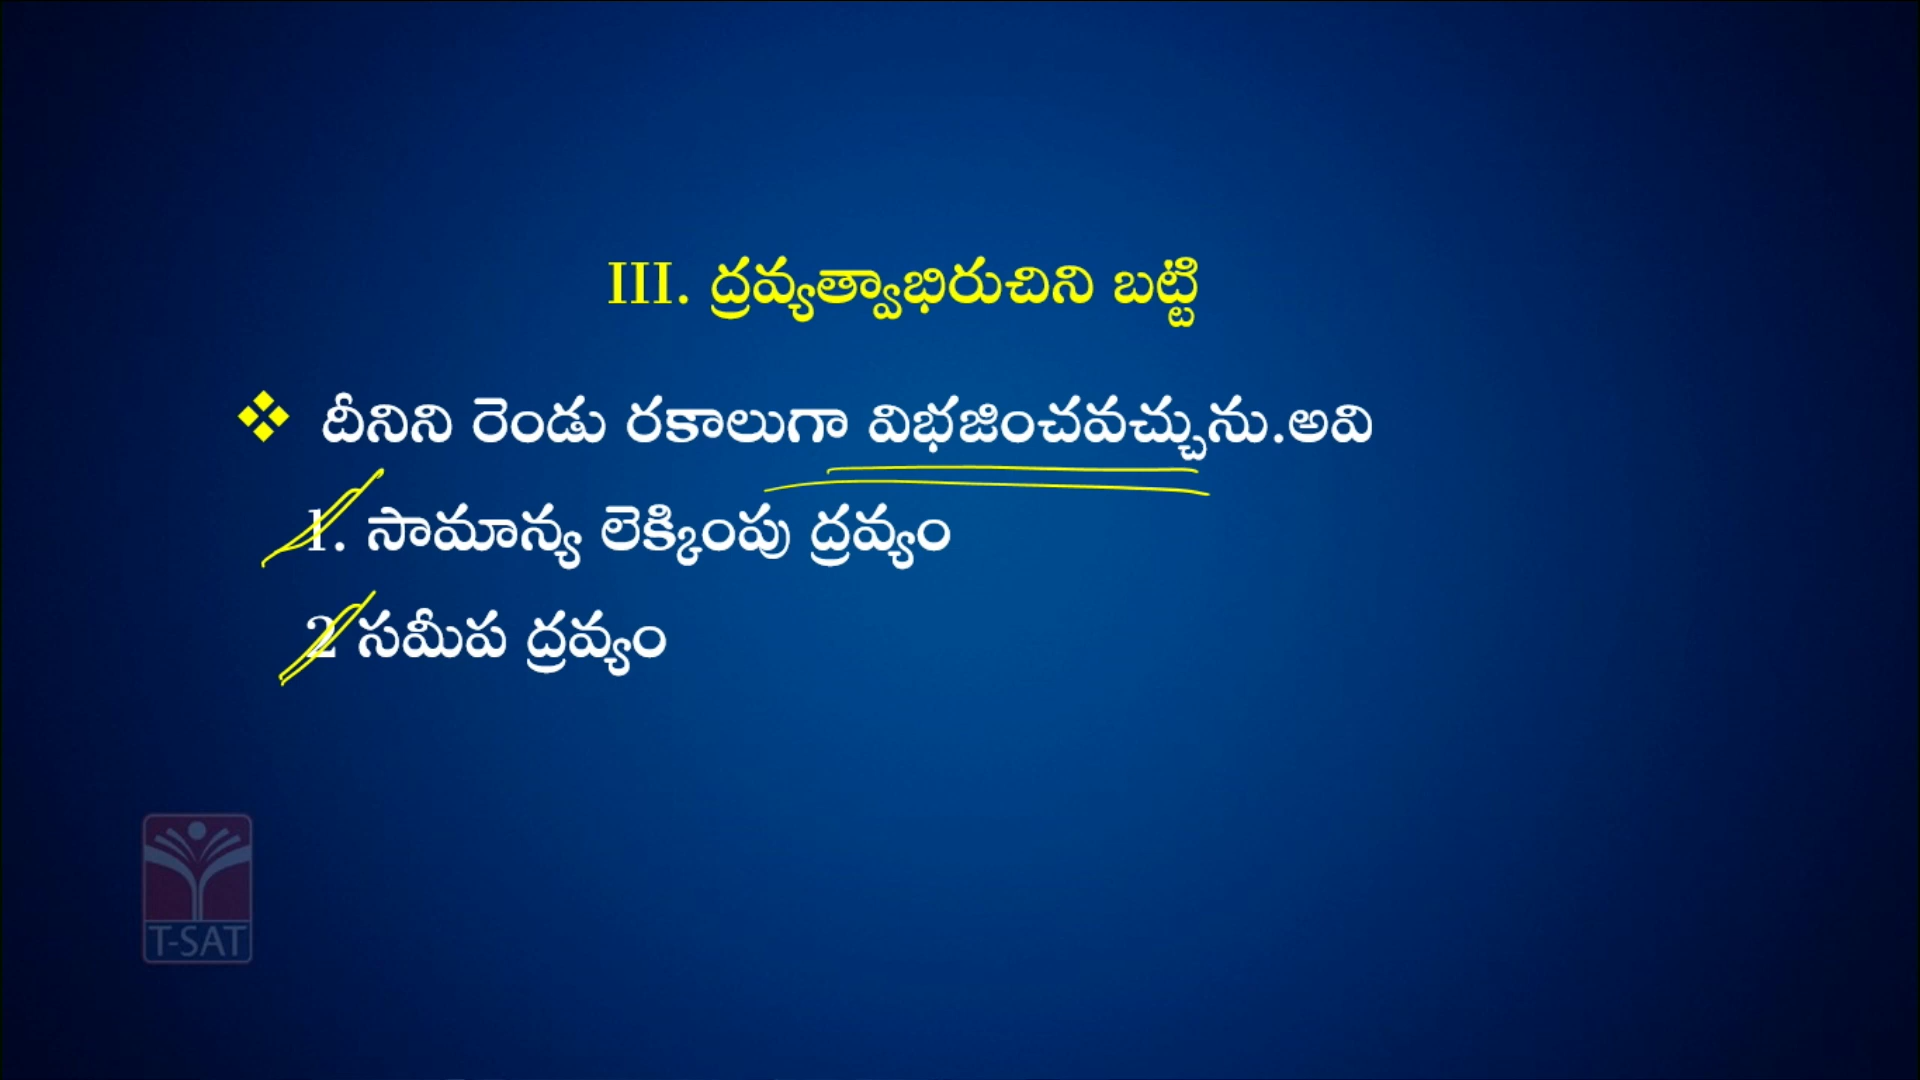 III. ద్రవ్యత్వాభిరుచిని బట్టి
❖ దీనిని రెండు రకాలుగా విభజించవచ్చును.అవి
1. సామాన్య లెక్కింపు ద్రవ్యం
2 సమీప ద్రవ్యం
T-SAT